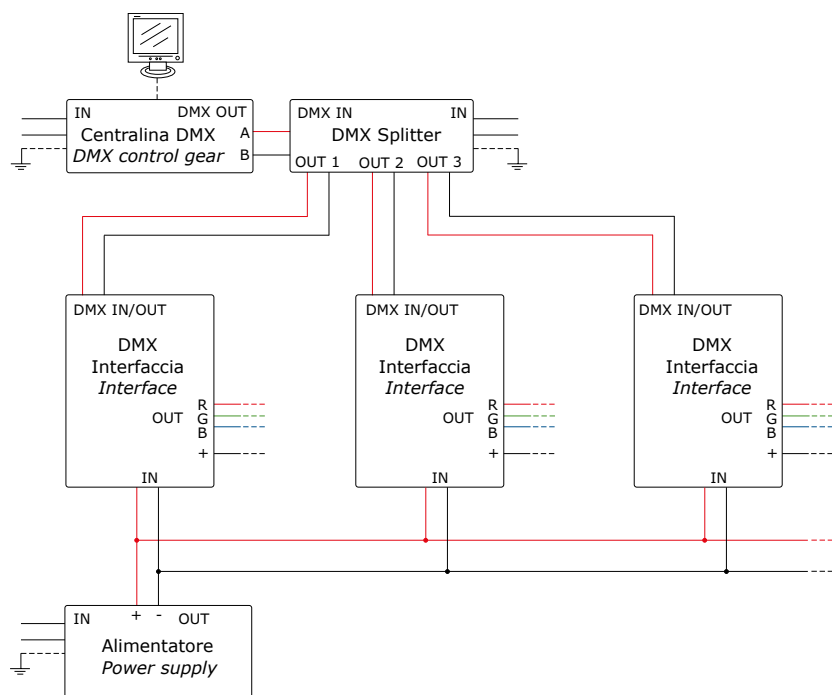 IN DMX OUT
Centralina DMX A
DMX control gear B
DMX IN IN
DMX Splitter
OUT 1 OUT 2 OUT 3
DMX IN/OUT
DMX
Interfaccia
Interface
R
OUT G
B
+
IN
DMX IN/OUT
DMX
Interfaccia
Interface
R
OUT G
B
+
IN
DMX IN/OUT
DMX
Interfaccia
Interface
R
OUT G
B
+
IN
IN + - OUT
Alimentatore
Power supply